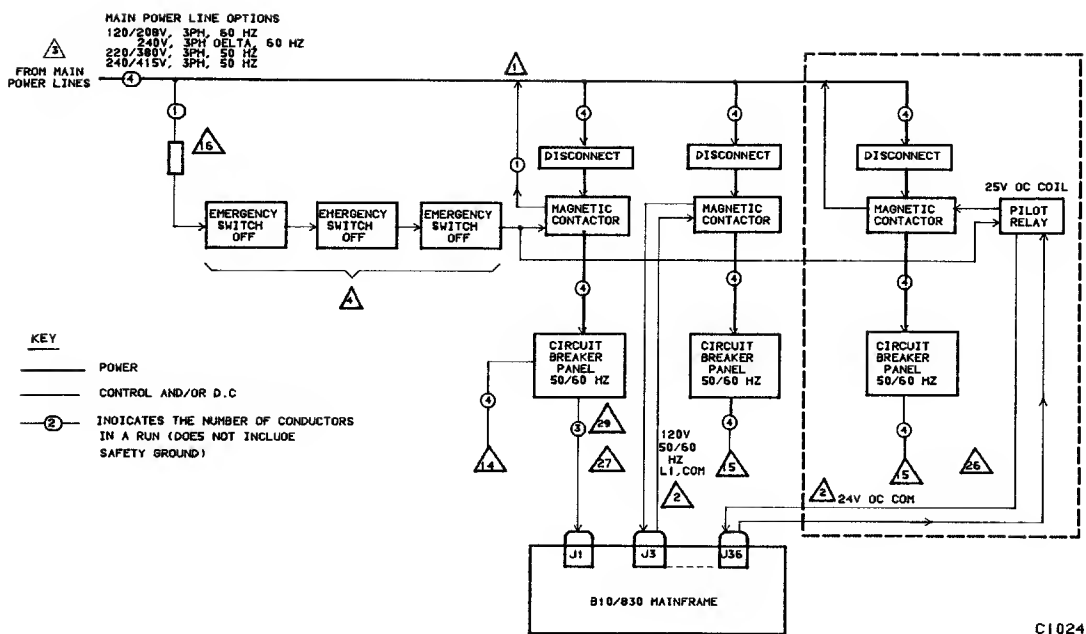 MAIN POWER LINE OPTIONS
120/208V, 3PH, 60 HZ
240V, 3PH DELTA, 60 HZ
220/380V, 3PH, 50 HZ
240/415V, 3PH, 50 HZ
3
FROM MAIN
POWER LINES
4
1
1
4
4
4
16
1
DISCONNECT
DISCONNECT
DISCONNECT
25V OC COIL
EMERGENCY
SWITCH
OFF
EMERGENCY
SWITCH
OFF
EMERGENCY
SWITCH
OFF
MAGNETIC
CONTACTOR
MAGNETIC
CONTACTOR
MAGNETIC
CONTACTOR
PILOT
RELAY
4
4
4
4
KEY
POWER
CONTROL AND/OR D.C
2
INDICATES THE NUMBER OF CONDUCTORS
IN A RUN (DOES NOT INCLUDE
SAFETY GROUND)
CIRCUIT
BREAKER
PANEL
50/60 HZ
CIRCUIT
BREAKER
PANEL
50/60 HZ
CIRCUIT
BREAKER
PANEL
50/60 HZ
4
14
3
29
27
120V
50/60
HZ
L1,COM
2
4
15
4
15
26
2
24V OC COM
J1
J3
J36
B10/830 MAINFRAME
C1024